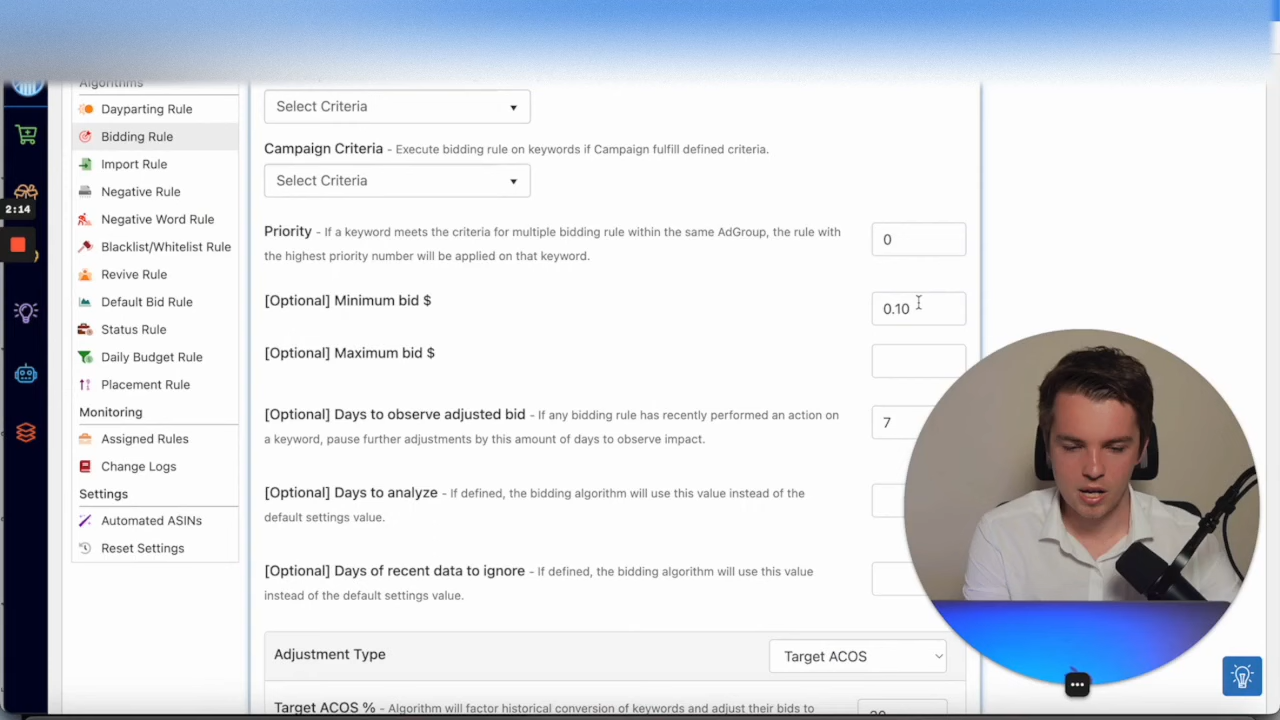 Algorithms
Dayparting Rule
Bidding Rule
Import Rule
Negative Rule
Negative Word Rule
Blacklist/Whitelist Rule
Revive Rule
Default Bid Rule
Status Rule
Daily Budget Rule
Placement Rule
Monitoring
Assigned Rules
Change Logs
Settings
Automated ASINs
Reset Settings
2:14
Select Criteria
Campaign Criteria - Execute bidding rule on keywords if Campaign fulfill defined criteria.
Select Criteria
Priority - If a keyword meets the criteria for multiple bidding rule within the same AdGroup, the rule with
the highest priority number will be applied on that keyword.
0
[Optional] Minimum bid $
0.10
[Optional] Maximum bid $
[Optional] Days to observe adjusted bid - If any bidding rule has recently performed an action on
a keyword, pause further adjustments by this amount of days to observe impact.
7
[Optional] Days to analyze - If defined, the bidding algorithm will use this value instead of the
default settings value.
[Optional] Days of recent data to ignore - If defined, the bidding algorithm will use this value
instead of the default settings value.
Adjustment Type
Target ACOS
Target ACOS % - Algorithm will factor historical conversion of keywords and adjust their bids to